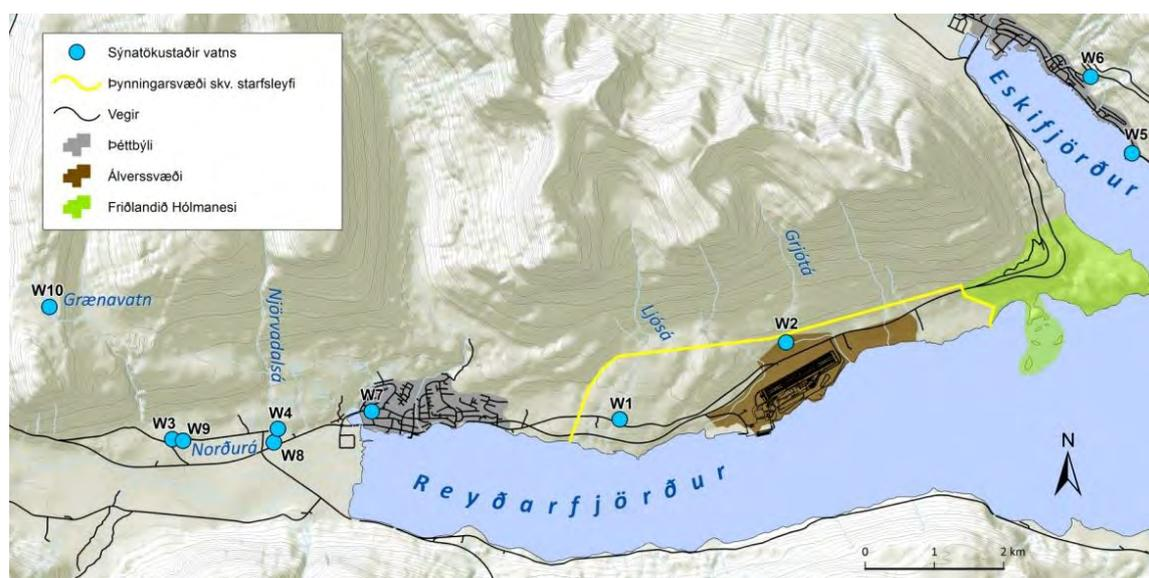 Sýnatökustaðir vatns
Þynningarsvæði skv. starfsleyfi
Vegir
Þéttbýli
Álverssvæði
Friðlandið Hólmanesi
W6
Eskifjörður
W5
W10
Grænavatn
Njörvadalsá
Ljósá
Grjótá
W2
W7
W1
W4
W3
W9
Norðurá
W8
Reyðarfjörður
N
0 1 2 km